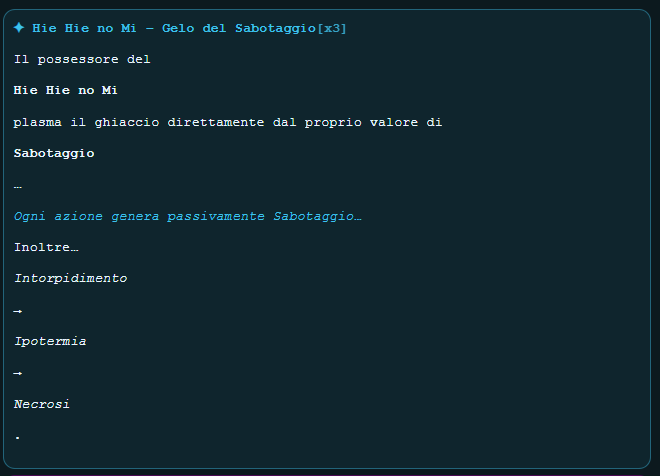 ✦ Hie Hie no Mi — Gelo del Sabotaggio[x3]
Il possessore del
Hie Hie no Mi
plasma il ghiaccio direttamente dal proprio valore di
Sabotaggio
…
Ogni azione genera passivamente Sabotaggio…
Inoltre…
Intorpidimento
→
Ipotermia
→
Necrosi
.